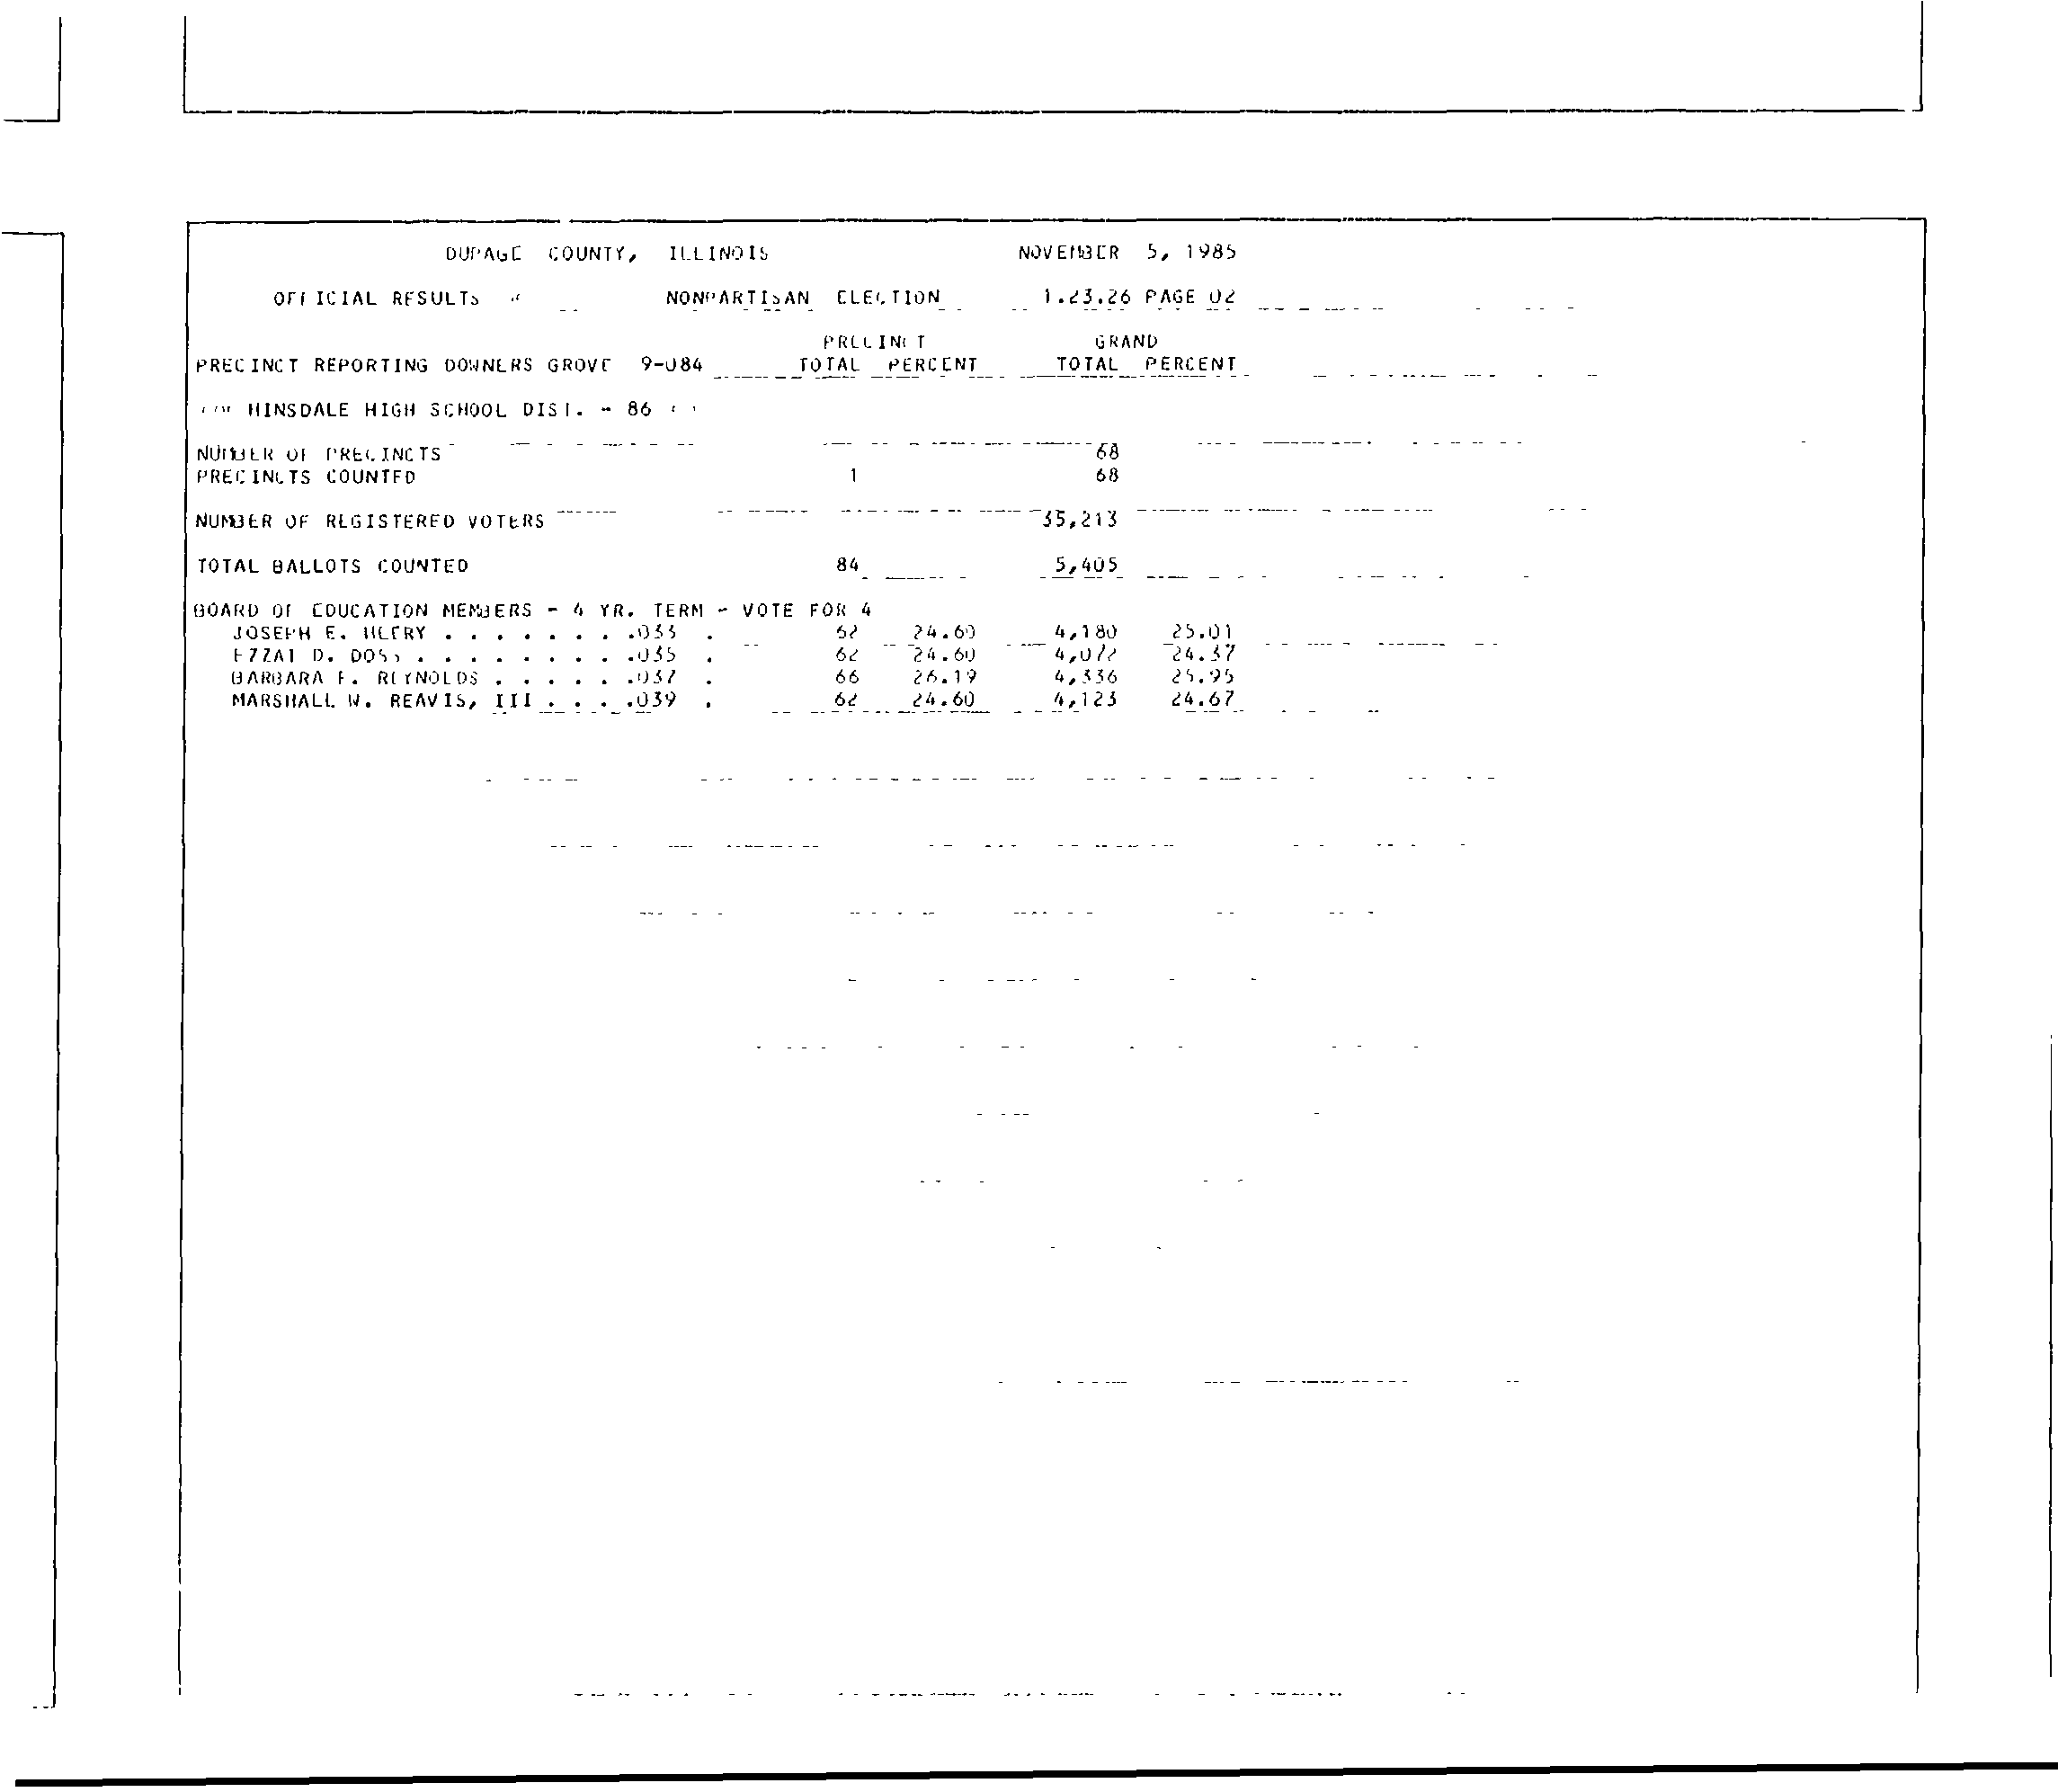 DUPAGE COUNTY, ILLINOIS NOVEMBER 5, 1985
OFFICIAL RESULTS NONPARTISAN ELECTION 1.23.26 PAGE 02
PRECINCT GRAND
PRECINCT REPORTING DOWNERS GROVE 9-084 TOTAL PERCENT TOTAL PERCENT
HINSDALE HIGH SCHOOL DIST. - 86
NUMBER OF PRECINCTS 68
PRECINCTS COUNTED 1 68
NUMBER OF REGISTERED VOTERS 35,213
TOTAL BALLOTS COUNTED 84 5,405
BOARD OF EDUCATION MEMBERS - 4 YR. TERM - VOTE FOR 4
JOSEPH E. . . . . . . . .033 . 62 24.60 4,180 25.01
EZZAT D. DOSS . . . . . . . . .035 . 62 24.60 4,072 24.37
BARBARA F. REYNOLDS . . . . . .037 . 66 26.19 4,336 25.95
MARSHALL W. REAVIS, III . . . .039 . 62 24.60 4,123 24.67